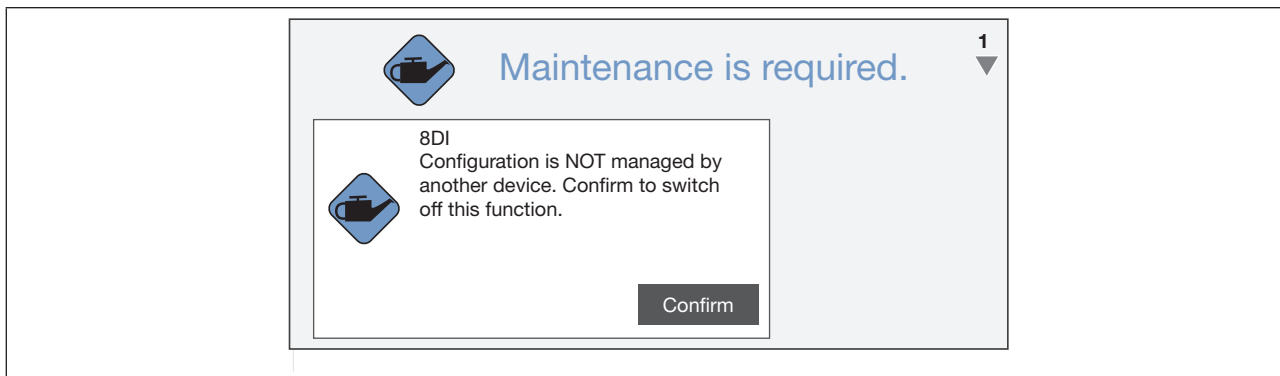 Maintenance is required.
1
8DI
Configuration is NOT managed by
another device. Confirm to switch
off this function.
Confirm